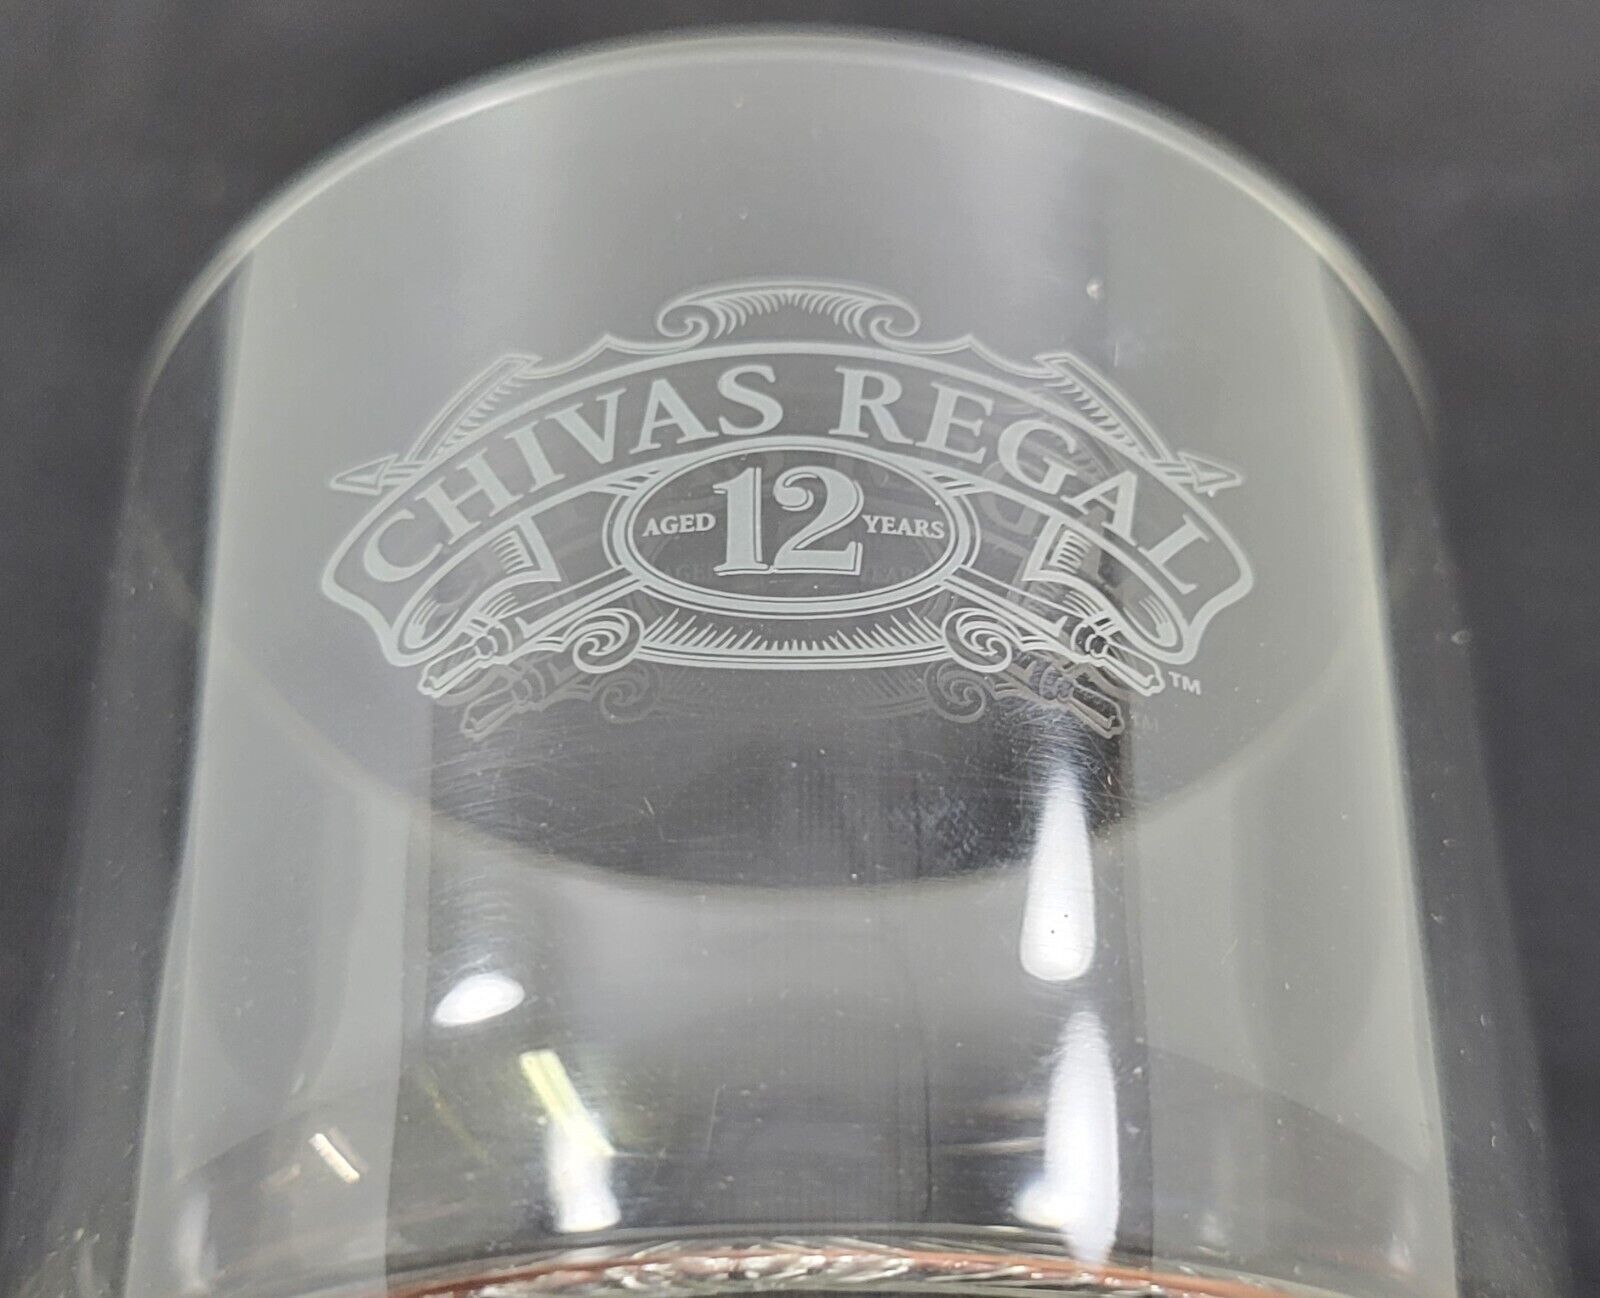 CHIVAS REGAL
AGED 12 YEARS
TM